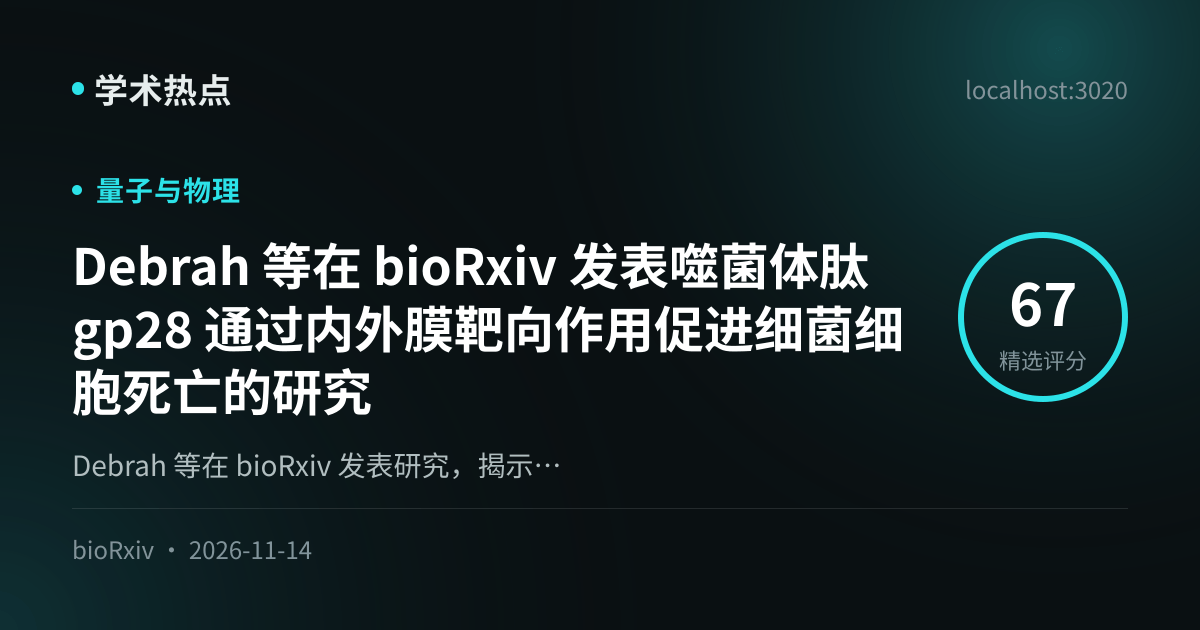 学术热点
localhost:3020
量子与物理
Debrah 等在 bioRxiv 发表噬菌体肽
gp28 通过内外膜靶向作用促进细菌细
胞死亡的研究
67
精选评分
Debrah 等在 bioRxiv 发表研究，揭示…
bioRxiv · 2026-11-14